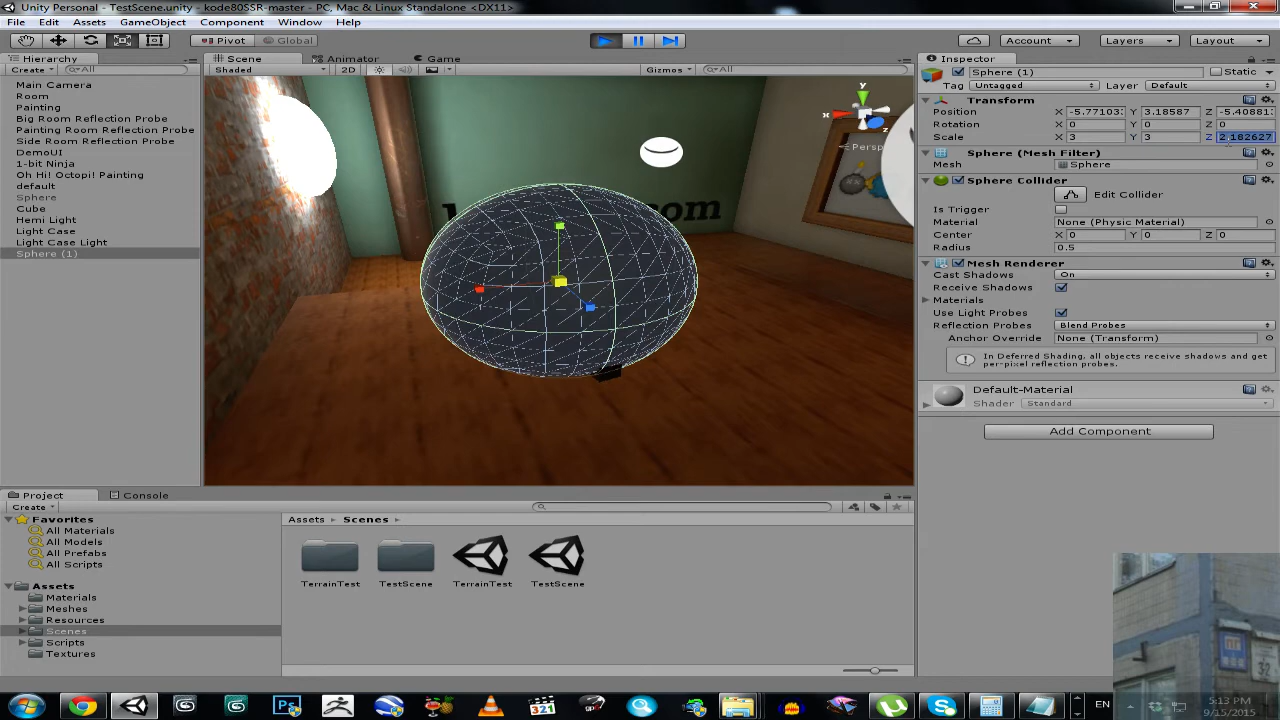 Unity Personal - TestScene.unity - kode80SSR-master - PC, Mac & Linux Standalone <DX11>
File Edit Assets GameObject Component Window Help
Pivot Global Account Layers Layout
Hierarchy
Create All
Main Camera
Room
Painting
Big Room Reflection Probe
Painting Room Reflection Probe
Side Room Reflection Probe
DemoUI
1-bit Ninja
Oh Hi! Octopi! Painting
default
Sphere
Cube
Hemi Light
Light Case
Light Case Light
Sphere (1)
Scene Animator Game
Shaded 2D Gizmos All
y
x
Persp
com
Inspector
Sphere (1) Static
Tag Untagged Layer Default
Transform
Position X -5.77103 Y 3.18587 Z -5.40881
Rotation X 0 Y 0 Z 0
Scale X 3 Y 3 Z 2.182627
Sphere (Mesh Filter)
Mesh Sphere
Sphere Collider
Edit Collider
Is Trigger
Material None (Physic Material)
Center X 0 Y 0 Z 0
Radius 0.5
Mesh Renderer
Cast Shadows On
Receive Shadows
Materials
Use Light Probes
Reflection Probes Blend Probes
Anchor Override None (Transform)
In Deferred Shading, all objects receive shadows and get
per-pixel reflection probes.
Default-Material
Shader Standard
Add Component
Project Console
Create
Favorites
All Materials
All Models
All Prefabs
All Scripts
Assets
Materials
Meshes
Resources
Scenes
Scripts
Textures
Assets Scenes
TerrainTest TestScene TerrainTest TestScene
32
Ps 321 EN
5:13 PM
9/15/2015